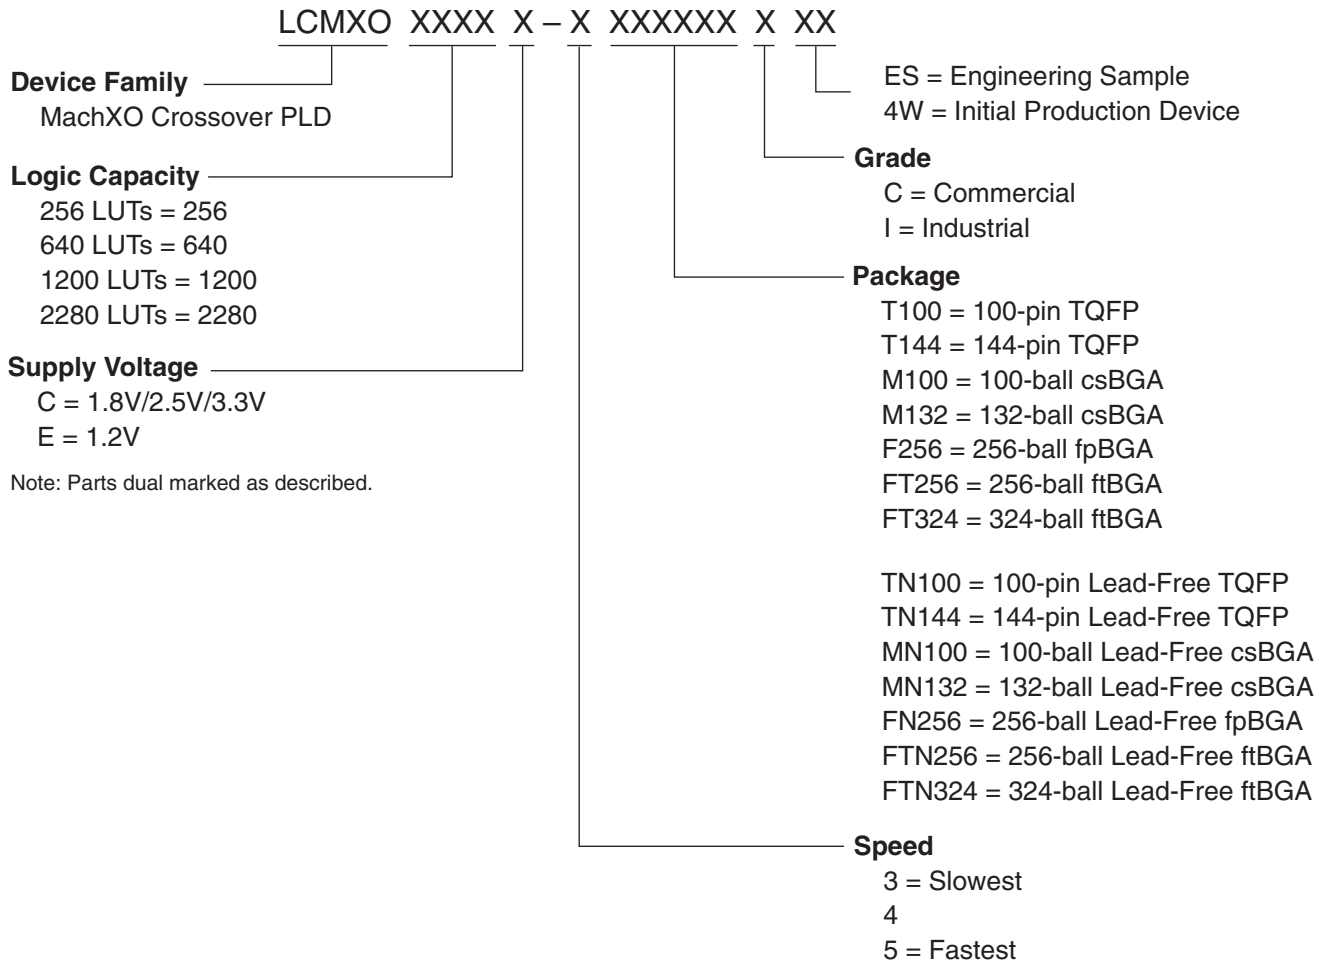 LCMXO XXXX X – X XXXXXX X XX
Device Family
MachXO Crossover PLD
Logic Capacity
256 LUTs = 256
640 LUTs = 640
1200 LUTs = 1200
2280 LUTs = 2280
Supply Voltage
C = 1.8V/2.5V/3.3V
E = 1.2V
Note: Parts dual marked as described.
ES = Engineering Sample
4W = Initial Production Device
Grade
C = Commercial
I = Industrial
Package
T100 = 100-pin TQFP
T144 = 144-pin TQFP
M100 = 100-ball csBGA
M132 = 132-ball csBGA
F256 = 256-ball fpBGA
FT256 = 256-ball ftBGA
FT324 = 324-ball ftBGA
TN100 = 100-pin Lead-Free TQFP
TN144 = 144-pin Lead-Free TQFP
MN100 = 100-ball Lead-Free csBGA
MN132 = 132-ball Lead-Free csBGA
FN256 = 256-ball Lead-Free fpBGA
FTN256 = 256-ball Lead-Free ftBGA
FTN324 = 324-ball Lead-Free ftBGA
Speed
3 = Slowest
4
5 = Fastest